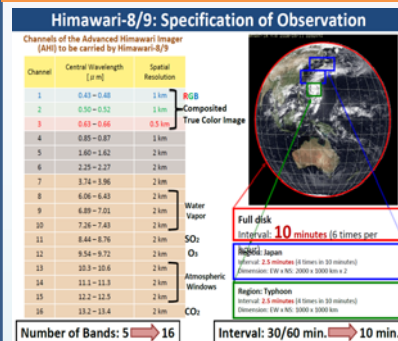 Himawari-8/9: Specification of Observation
Channels of the Advanced Himawari Imager
(AHI) to be carried by Himawari-8/9
Channel Central Wavelength [μm] Spatial Resolution
1 0.43 - 0.48 1 km
2 0.50 - 0.52 1 km
3 0.63 - 0.66 0.5 km
4 0.85 - 0.87 1 km
5 1.60 - 1.62 2 km
6 2.25 - 2.27 2 km
7 3.74 - 3.96 2 km
8 6.06 - 6.43 2 km
9 6.89 - 7.01 2 km
10 7.26 - 7.43 2 km
11 8.44 - 8.76 2 km
12 9.54 - 9.72 2 km
13 10.3 - 10.6 2 km
14 11.1 - 11.3 2 km
15 12.2 - 12.5 2 km
16 13.2 - 13.4 2 km
RGB
Composited
True Color Image
Water
Vapor
SO2
O3
Atmospheric
Windows
CO2
Full disk
Interval: 10 minutes (6 times per
hour)
Region: Japan
Interval: 2.5 minutes (4 times in 10 minutes)
Dimension: EW x NS: 2000 x 1000 km x 2
Region: Typhoon
Interval: 2.5 minutes (4 times in 10 minutes)
Dimension: EW x NS: 1000 x 1000 km
Number of Bands: 5 16
Interval: 30/60 min. 10 min.